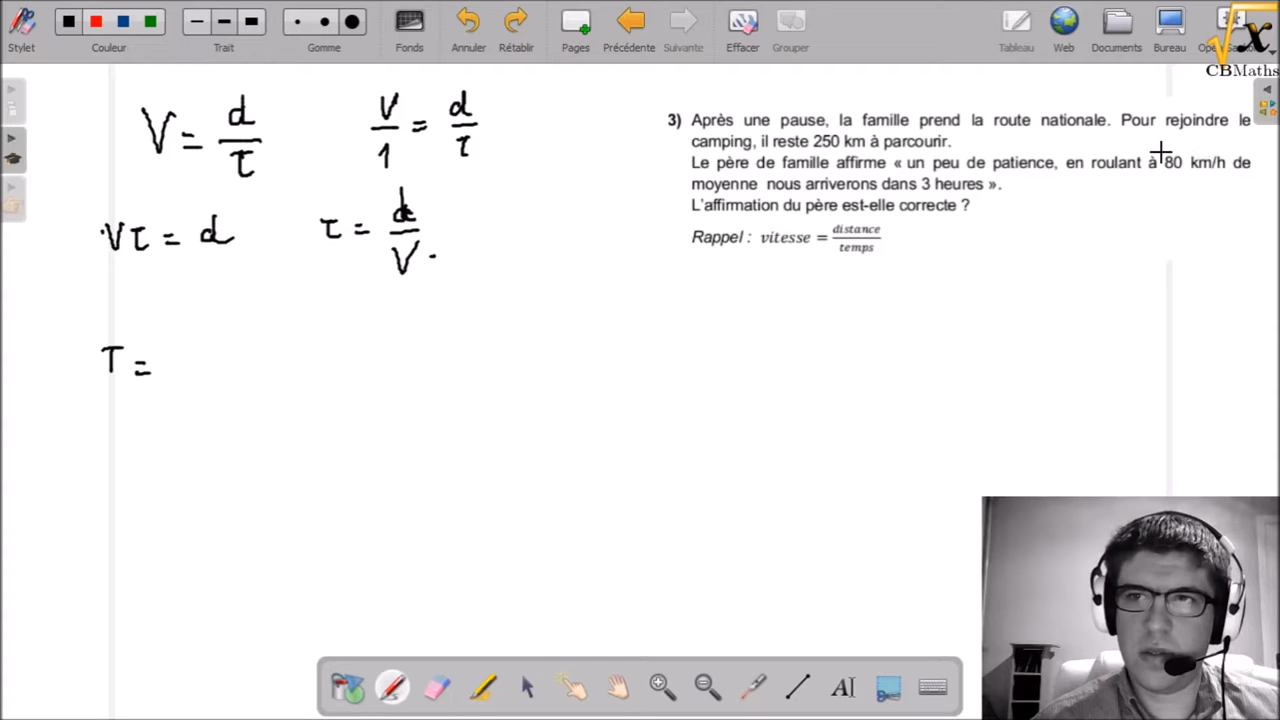 Stylet Couleur Trait Gomme Fonds Annuler Rétablir Pages Précédente Suivante Effacer Grouper Tableau Web Documents Bureau
√x
CBMaths
V = d/τ
V/1 = d/τ
Vτ = d
τ = d/V
T =
3) Après une pause, la famille prend la route nationale. Pour rejoindre le
camping, il reste 250 km à parcourir.
Le père de famille affirme « un peu de patience, en roulant à 80 km/h de
moyenne nous arriverons dans 3 heures ».
L'affirmation du père est-elle correcte ?
Rappel : vitesse = distance/temps
AI